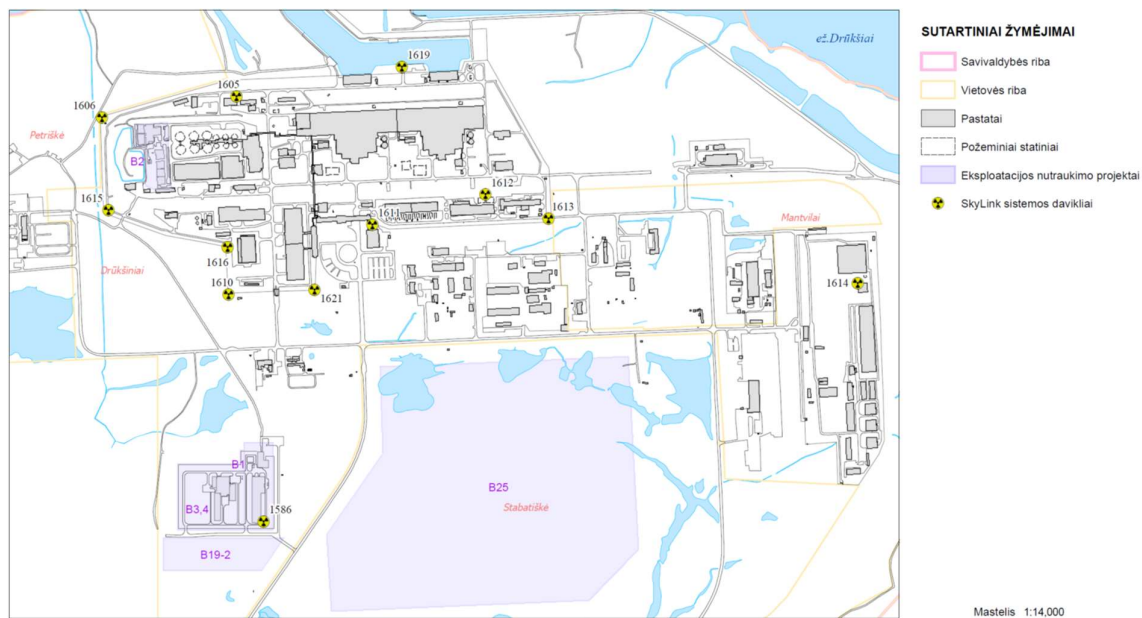 ež.Drūkšiai
1619
1605
1606
Petriškė
B2
1612
1615
1611
1613
Mantvilai
1616
Drūkšiniai
1610
1621
1614
B1
B3,4
1586
B25
Stabatiškė
B19-2
SUTARTINIAI ŽYMĖJIMAI
Savivaldybės riba
Vietovės riba
Pastatai
Požeminiai statiniai
Eksploatacijos nutraukimo projektai
SkyLink sistemos davikliai
Mastelis 1:14,000